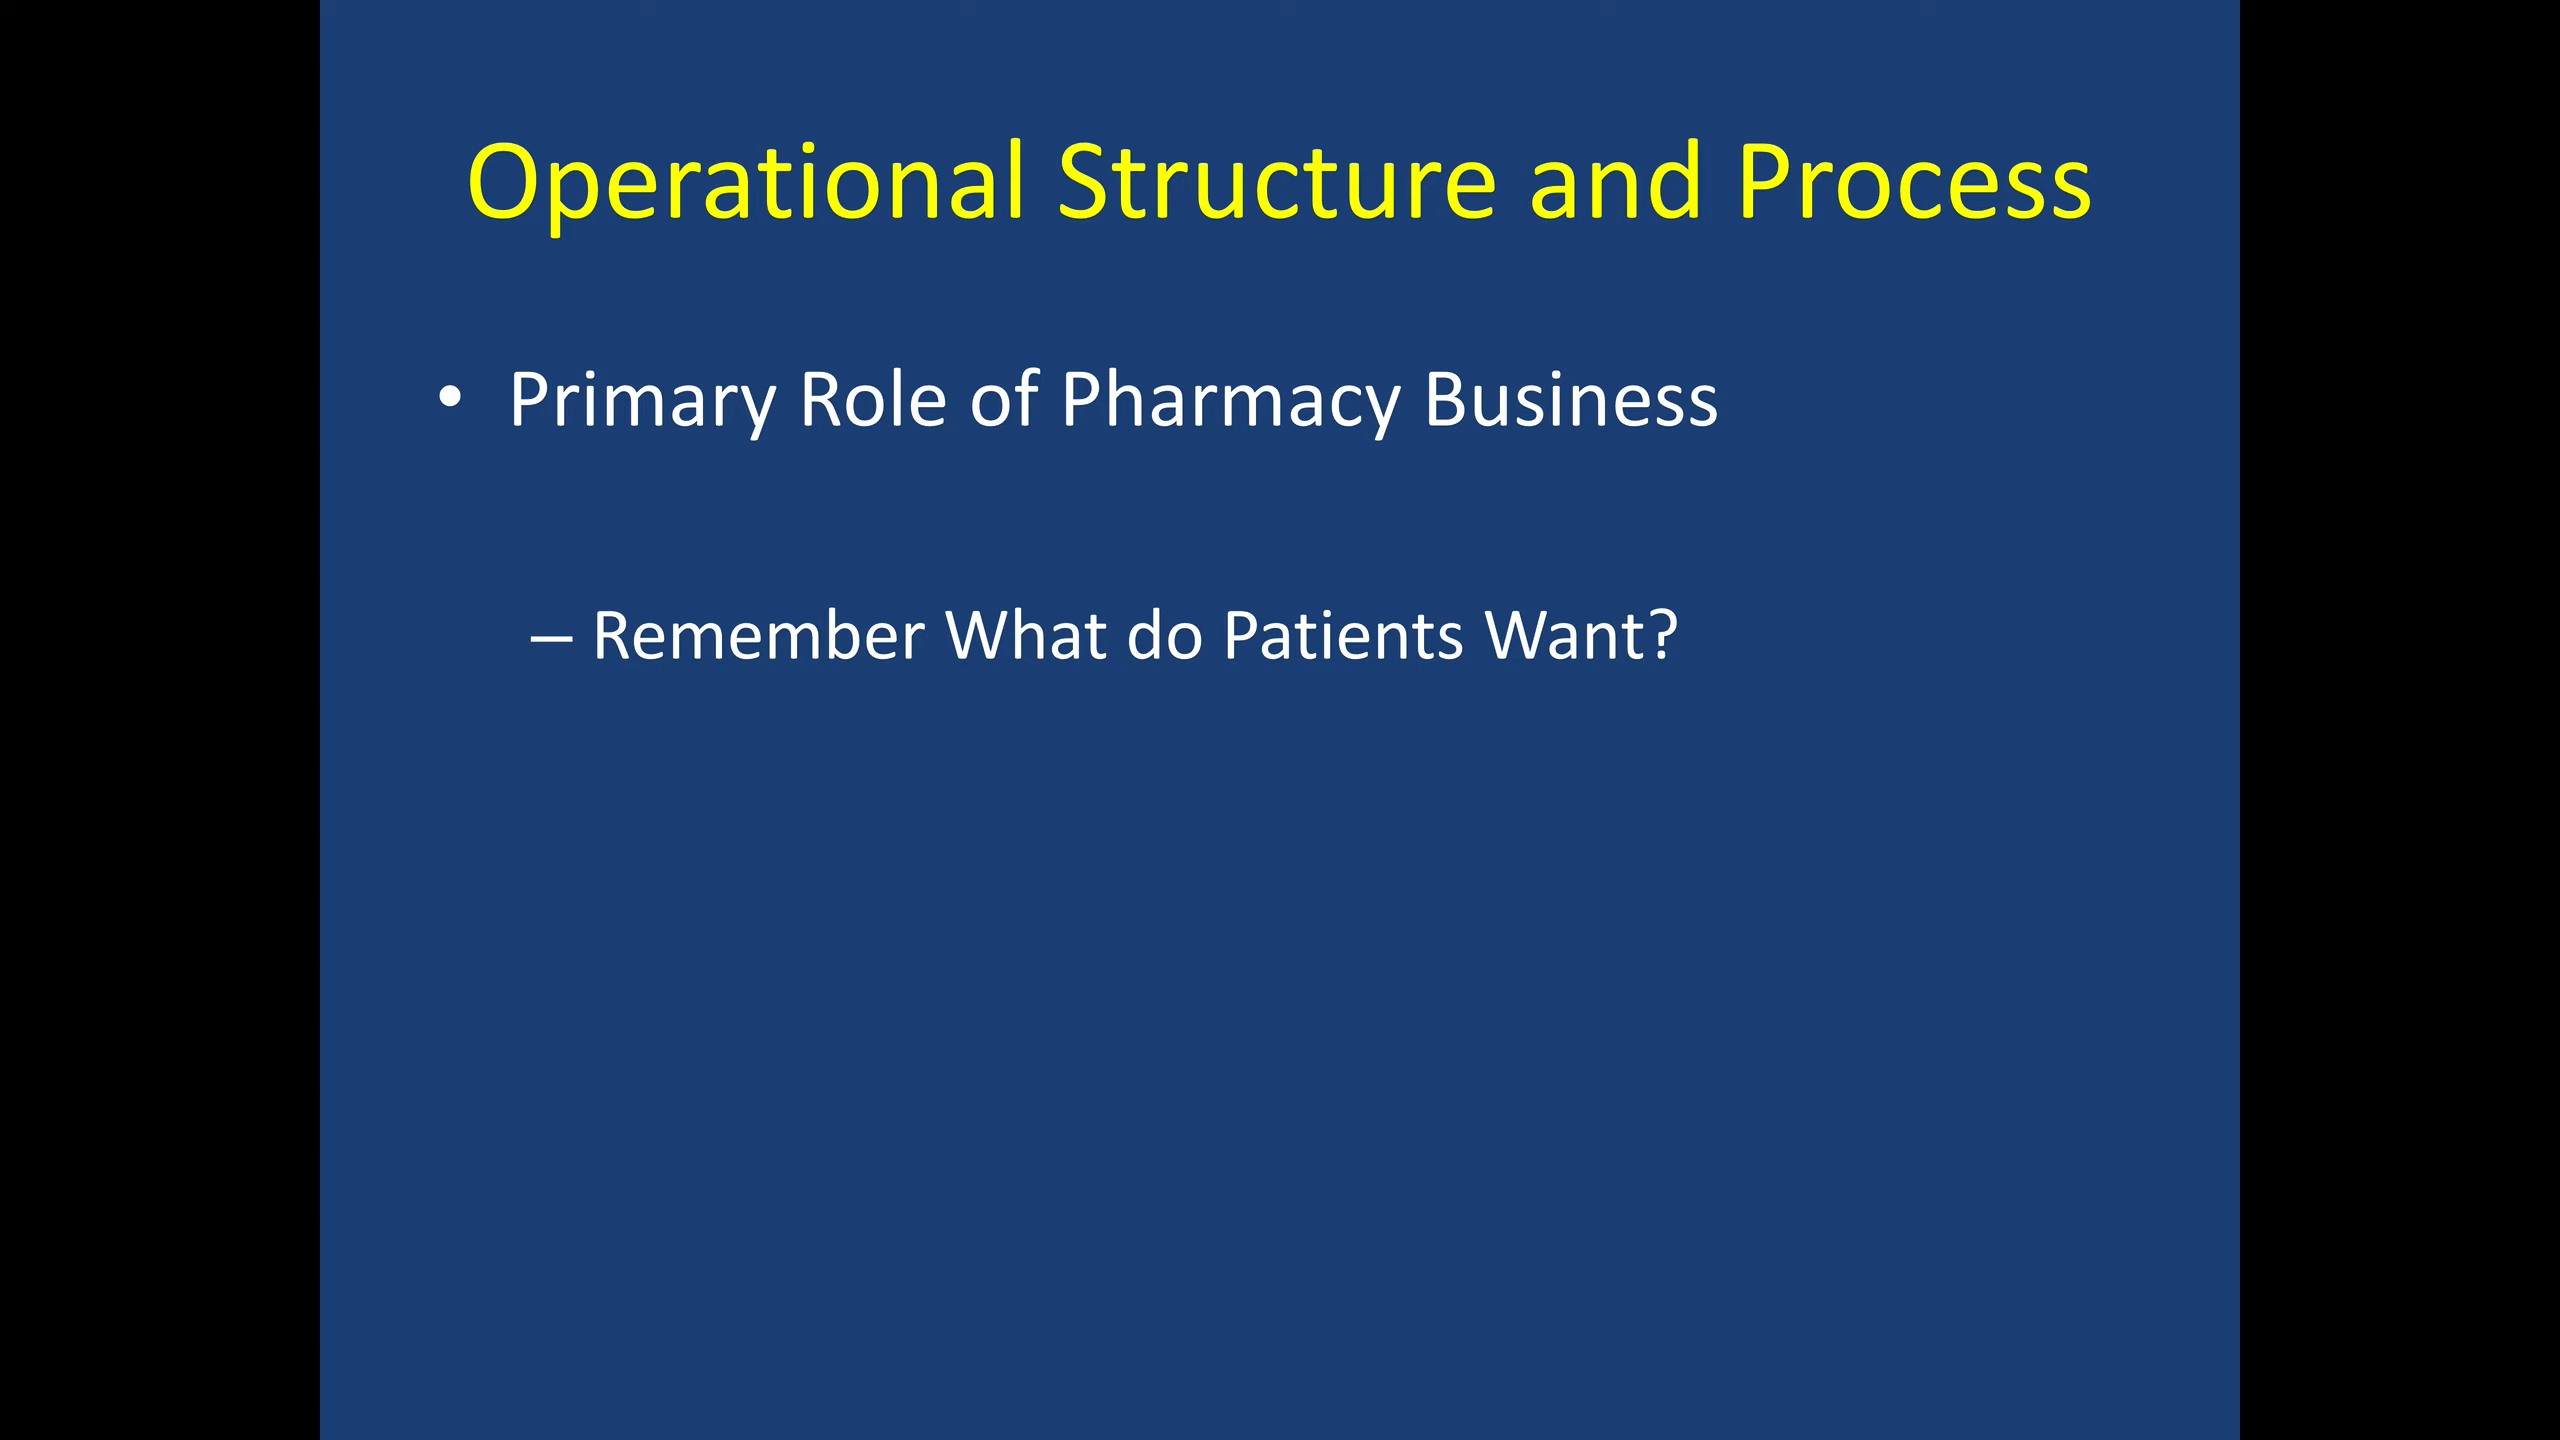 Operational Structure and Process
• Primary Role of Pharmacy Business
– Remember What do Patients Want?